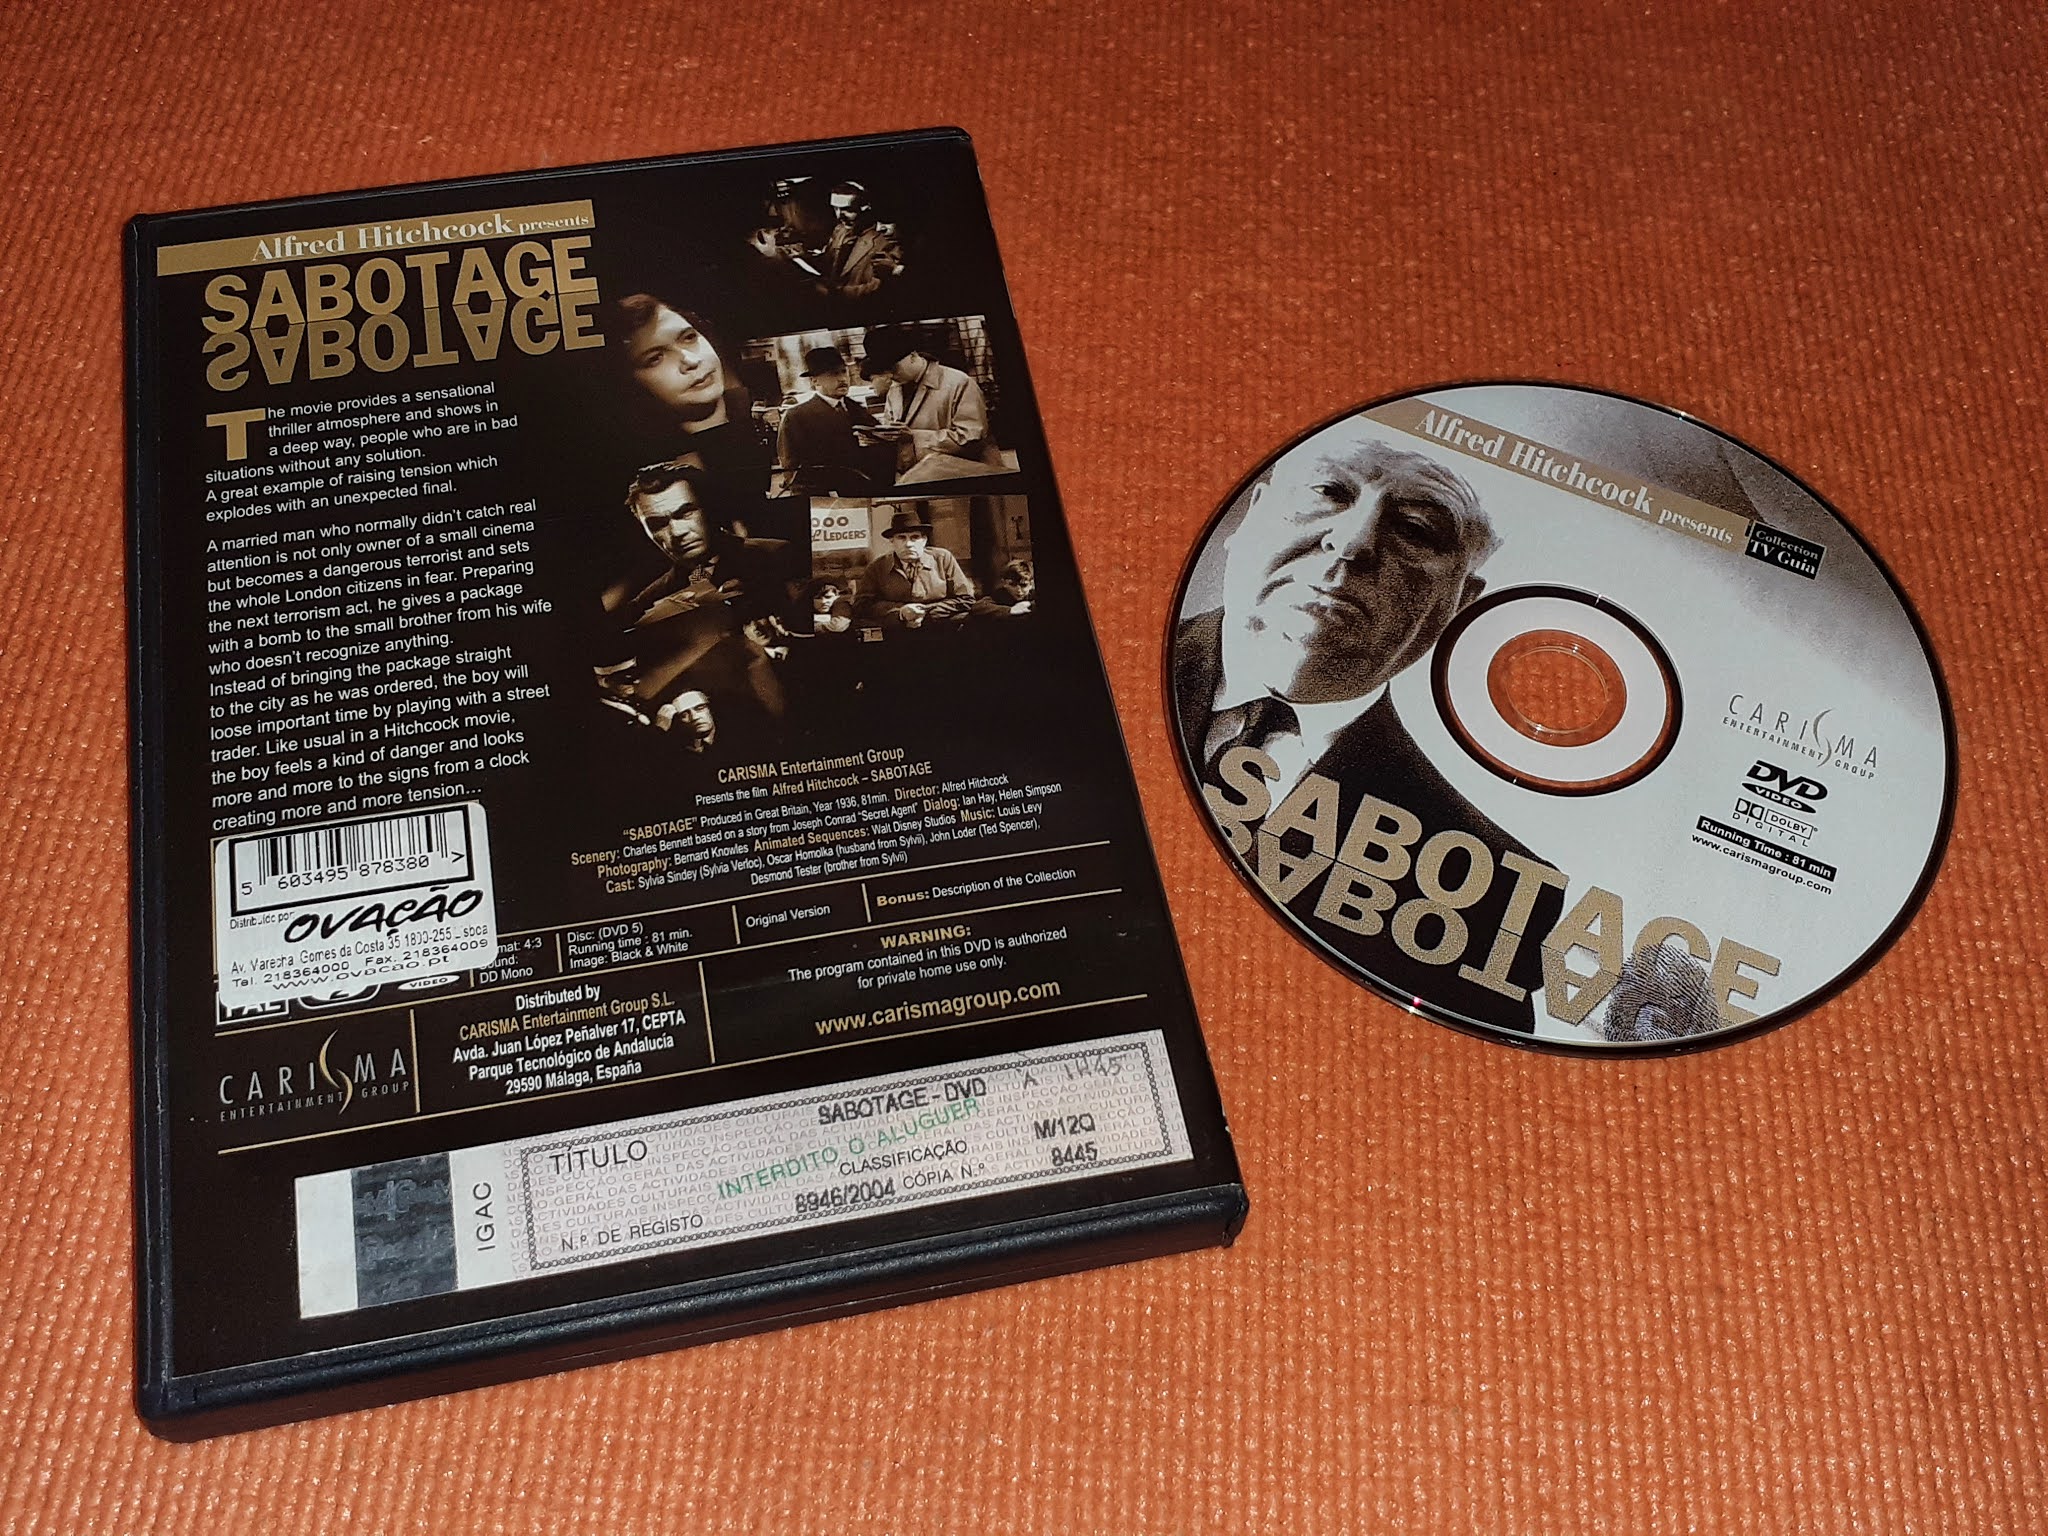 Alfred Hitchcock presents
SABOTAGE
SABOTAGE
The movie provides a sensational
thriller atmosphere and shows in
a deep way, people who are in bad
situations without any solution.
A great example of raising tension which
explodes with an unexpected final.
A married man who normally didn't catch real
attention is not only owner of a small cinema
but becomes a dangerous terrorist and sets
the whole London citizens in fear. Preparing
the next terrorism act, he gives a package
with a bomb to the small brother from his wife
who doesn't recognize anything.
Instead of bringing the package straight
to the city as he was ordered, the boy will
loose important time by playing with a street
trader. Like usual in a Hitchcock movie,
the boy feels a kind of danger and looks
more and more to the signs from a clock
creating more and more tension...
LEDGERS
CARISMA Entertainment Group
Presents the film Alfred Hitchcock – SABOTAGE
"SABOTAGE" Produced in Great Britain, Year 1936, 81min. Director: Alfred Hitchcock
Scenery: Charles Bennett based on a story from Joseph Conrad "Secret Agent" Dialog: Ian Hay, Helen Simpson
Photography: Bernard Knowles Animated Sequences: Walt Disney Studios Music: Louis Levy
Cast: Sylvia Sindey (Sylvia Verloc), Oscar Homolka (husband from Sylvii), John Loder (Ted Spencer),
Desmond Tester (brother from Sylvii)
5 603495 878380 >
Distribuído por
OVAÇÃO
Av. Marechal Gomes da Costa 35 1800-255 Lisboa
Tel. 218364000 Fax. 218364009
www.ovacao.pt
PAL
2
VIDEO
mat: 4:3
ound:
DD Mono
Disc: (DVD 5)
Running time : 81 min.
Image: Black & White
Original Version
Bonus: Description of the Collection
WARNING:
The program contained in this DVD is authorized
for private home use only.
www.carismagroup.com
CARISMA
ENTERTAINMENT GROUP
Distributed by
CARISMA Entertainment Group S.L.
Avda. Juan López Peñalver 17, CEPTA
Parque Tecnológico de Andalucía
29590 Málaga, España
IGAC
TÍTULO
SABOTAGE - DVD
INTERDITO O ALUGUER
CLASSIFICAÇÃO
M/12Q
N.º DE REGISTO
8946/2004
CÓPIA N.º
8445
Alfred Hitchcock presents
Collection
TV Guia
CARISMA
ENTERTAINMENT GROUP
DVD
VIDEO
DOLBY
DIGITAL
Running Time : 81 min
www.carismagroup.com
SABOTAGE
SABOTA